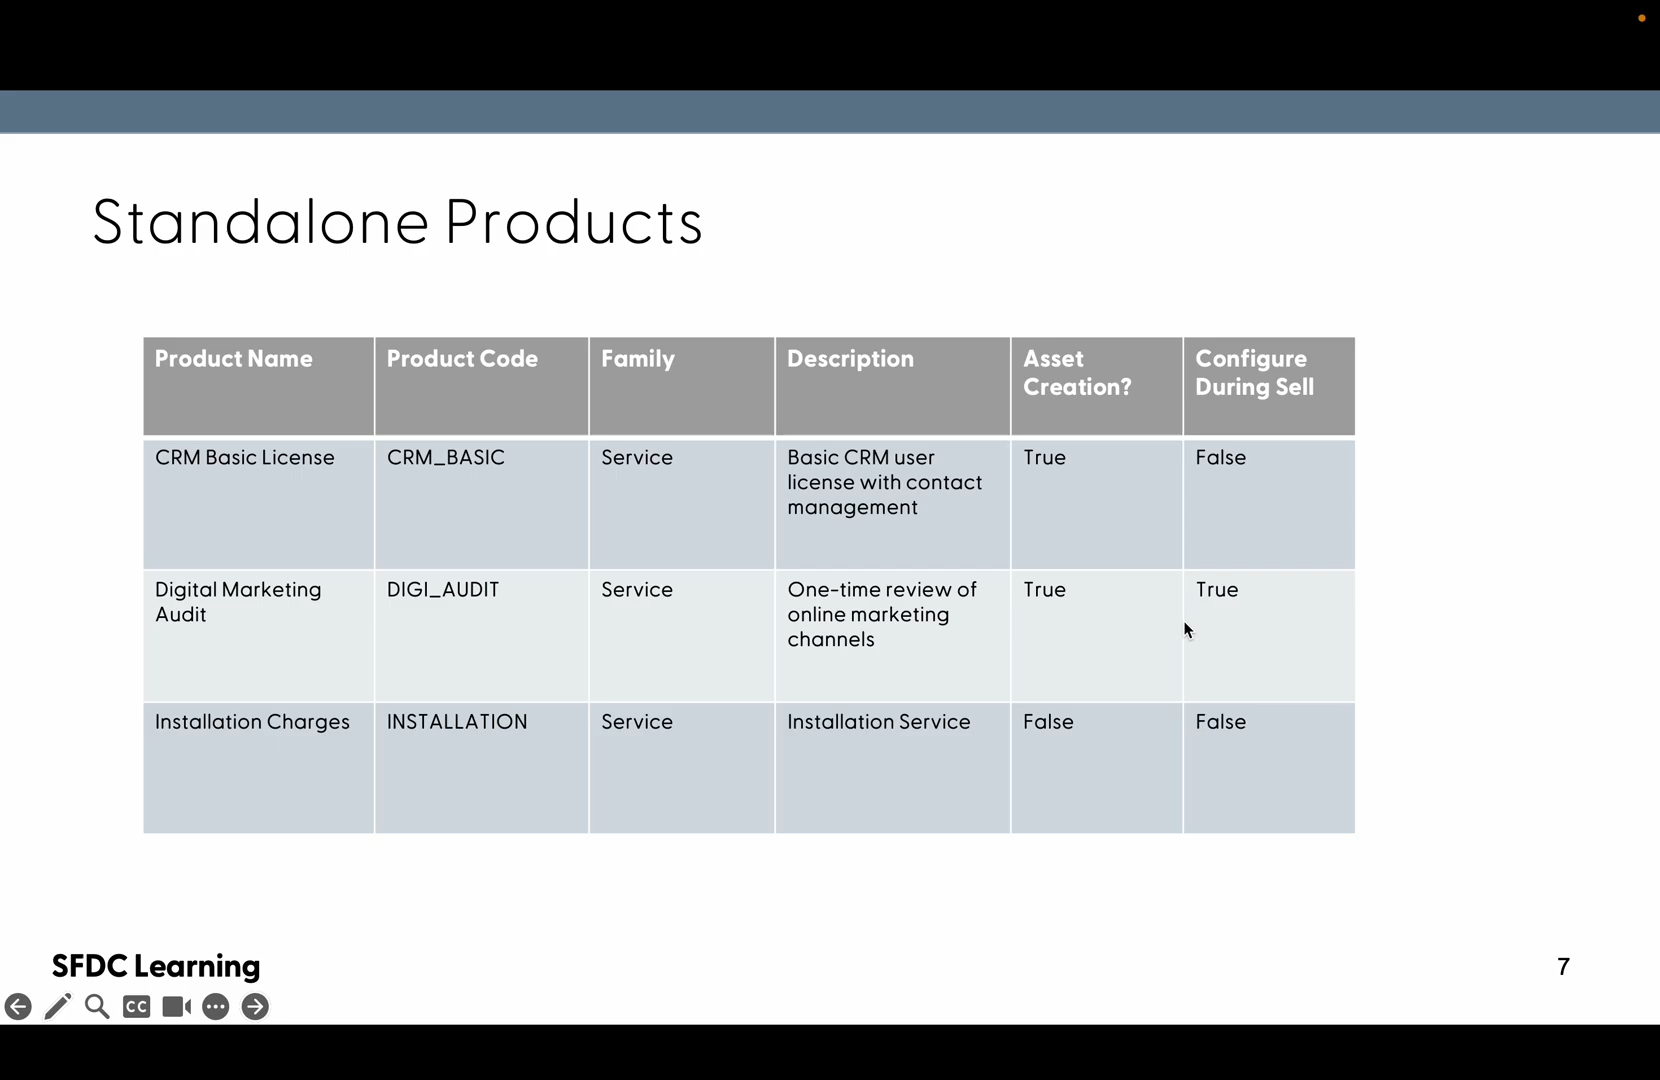 Standalone Products
Product Name
Product Code
Family
Description
Asset
Creation?
Configure
During Sell
CRM Basic License
CRM_BASIC
Service
Basic CRM user
license with contact
management
True
False
Digital Marketing
Audit
DIGI_AUDIT
Service
One-time review of
online marketing
channels
True
True
Installation Charges
INSTALLATION
Service
Installation Service
False
False
SFDC Learning
7
CC